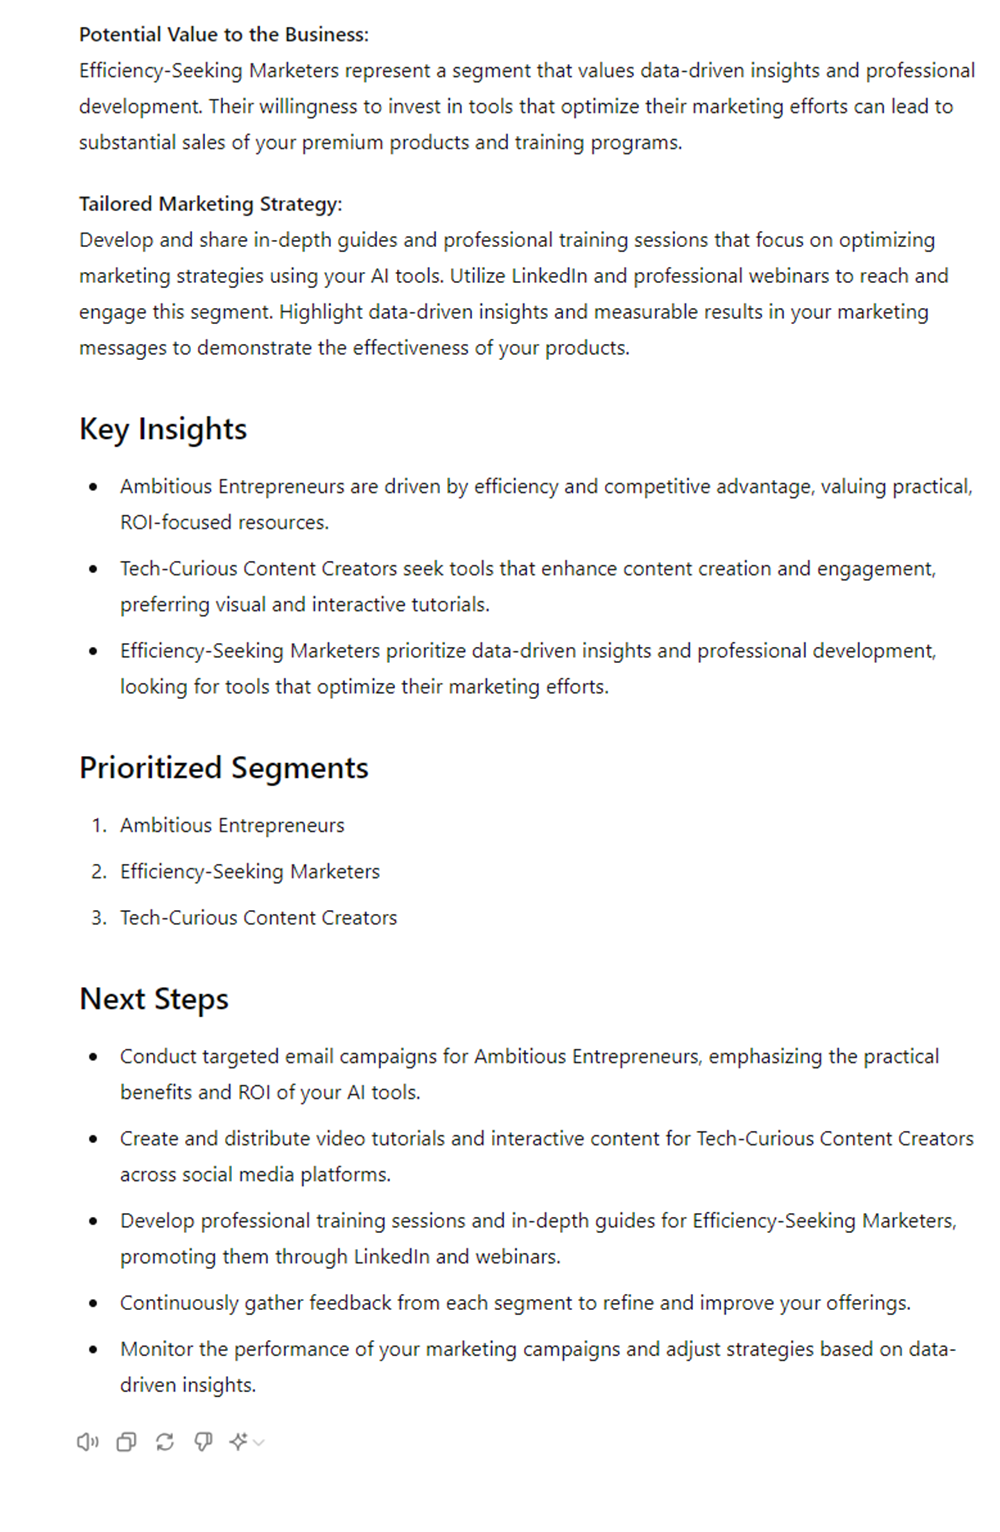 Potential Value to the Business:
Efficiency-Seeking Marketers represent a segment that values data-driven insights and professional
development. Their willingness to invest in tools that optimize their marketing efforts can lead to
substantial sales of your premium products and training programs.
Tailored Marketing Strategy:
Develop and share in-depth guides and professional training sessions that focus on optimizing
marketing strategies using your AI tools. Utilize LinkedIn and professional webinars to reach and
engage this segment. Highlight data-driven insights and measurable results in your marketing
messages to demonstrate the effectiveness of your products.
Key Insights
• Ambitious Entrepreneurs are driven by efficiency and competitive advantage, valuing practical,
ROI-focused resources.
• Tech-Curious Content Creators seek tools that enhance content creation and engagement,
preferring visual and interactive tutorials.
• Efficiency-Seeking Marketers prioritize data-driven insights and professional development,
looking for tools that optimize their marketing efforts.
Prioritized Segments
1. Ambitious Entrepreneurs
2. Efficiency-Seeking Marketers
3. Tech-Curious Content Creators
Next Steps
• Conduct targeted email campaigns for Ambitious Entrepreneurs, emphasizing the practical
benefits and ROI of your AI tools.
• Create and distribute video tutorials and interactive content for Tech-Curious Content Creators
across social media platforms.
• Develop professional training sessions and in-depth guides for Efficiency-Seeking Marketers,
promoting them through LinkedIn and webinars.
• Continuously gather feedback from each segment to refine and improve your offerings.
• Monitor the performance of your marketing campaigns and adjust strategies based on data-
driven insights.